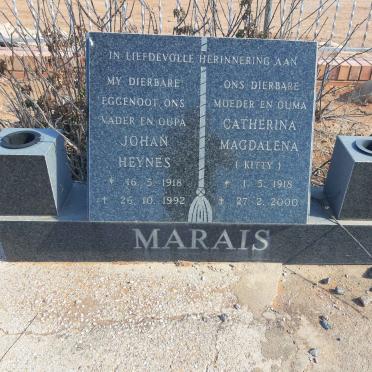 IN LIEFDEVOLLE HERINNERING AAN
MY DIERBARE
EGGENOOT ONS
VADER EN OUPA
JOHAN
HEYNES
16.5.1918
26.10.1992
ONS DIERBARE
MOEDER EN OUMA
CATHERINA
MAGDALENA
(KITTY)
1.5.1918
27.2.2000
MARAIS